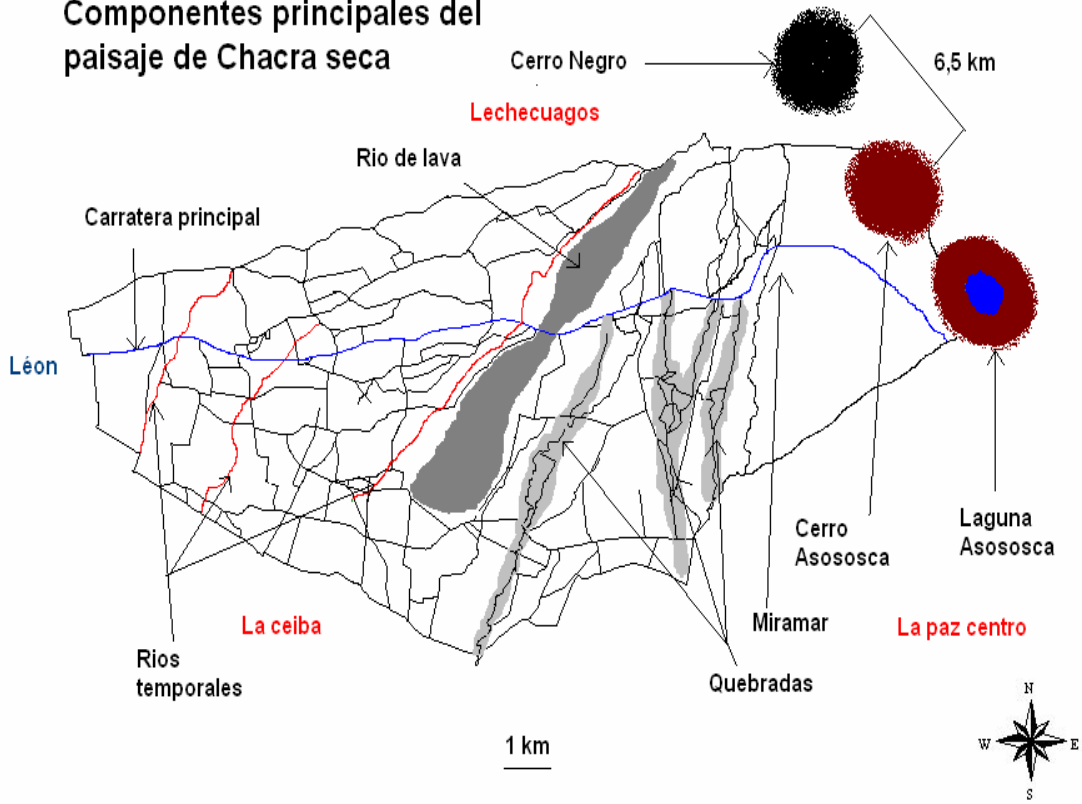 Componentes principales del
paisaje de Chacra seca
Cerro Negro
6,5 km
Lechecuagos
Rio de lava
Carratera principal
Léon
Cerro
Asososca
Laguna
Asososca
La ceiba
Miramar
La paz centro
Rios
temporales
Quebradas
1 km
N
W
E
S